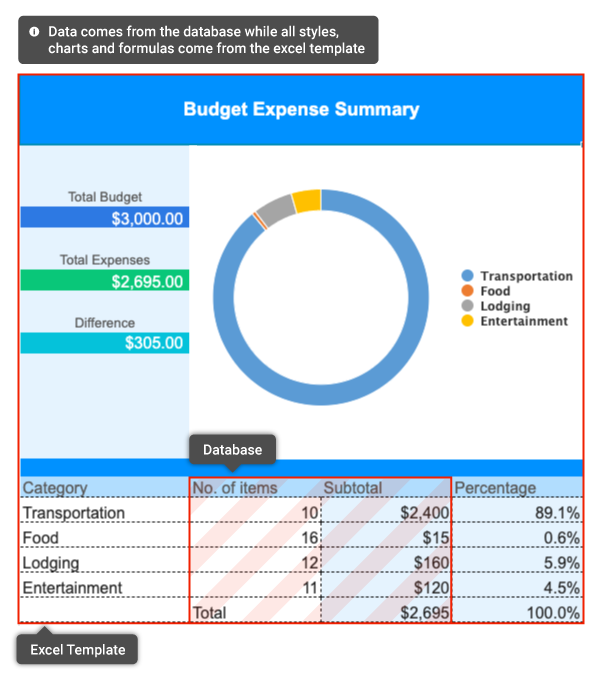 Data comes from the database while all styles,
charts and formulas come from the excel template
Budget Expense Summary
Total Budget
$3,000.00
Total Expenses
$2,695.00
Difference
$305.00
Transportation
Food
Lodging
Entertainment
Database
Category No. of items Subtotal Percentage
Transportation 10 $2,400 89.1%
Food 16 $15 0.6%
Lodging 12 $160 5.9%
Entertainment 11 $120 4.5%
Total $2,695 100.0%
Excel Template